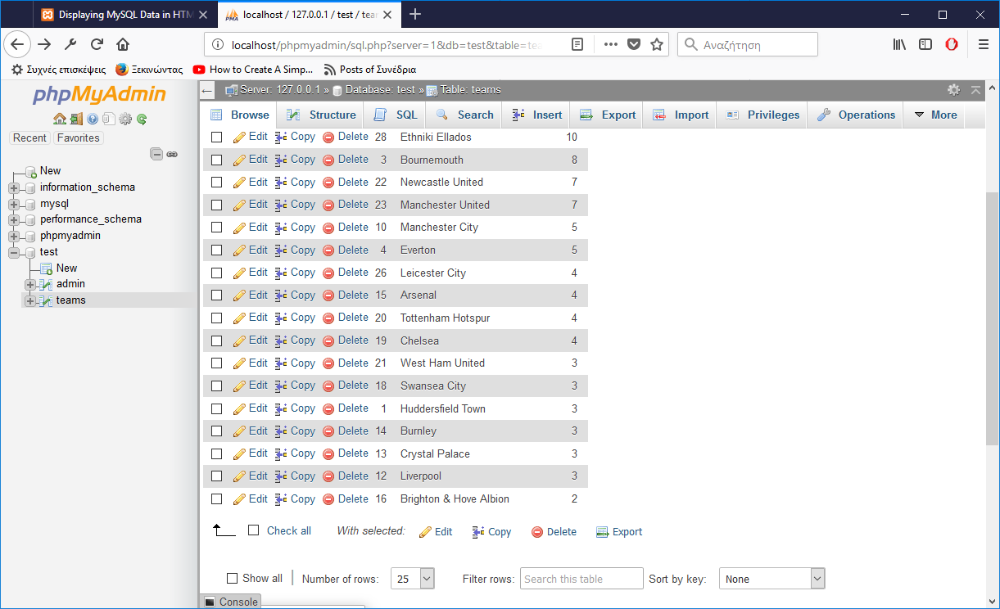 Displaying MySQL Data in HTM
localhost / 127.0.0.1 / test / tear
localhost/phpmyadmin/sql.php?server=1&db=test&table=tea
Αναζήτηση
Συχνές επισκέψεις Ξεκινώντας How to Create A Simp... Posts of Συνέδρια
phpMyAdmin
Recent Favorites
New
information_schema
mysql
performance_schema
phpmyadmin
test
New
admin
teams
Server: 127.0.0.1 » Database: test » Table: teams
Browse Structure SQL Search Insert Export Import Privileges Operations More
Edit Copy Delete 28 Ethniki Ellados 10
Edit Copy Delete 3 Bournemouth 8
Edit Copy Delete 22 Newcastle United 7
Edit Copy Delete 23 Manchester United 7
Edit Copy Delete 10 Manchester City 5
Edit Copy Delete 4 Everton 5
Edit Copy Delete 26 Leicester City 4
Edit Copy Delete 15 Arsenal 4
Edit Copy Delete 20 Tottenham Hotspur 4
Edit Copy Delete 19 Chelsea 4
Edit Copy Delete 21 West Ham United 3
Edit Copy Delete 18 Swansea City 3
Edit Copy Delete 1 Huddersfield Town 3
Edit Copy Delete 14 Burnley 3
Edit Copy Delete 13 Crystal Palace 3
Edit Copy Delete 12 Liverpool 3
Edit Copy Delete 16 Brighton & Hove Albion 2
Check all With selected: Edit Copy Delete Export
Show all Number of rows: 25 Filter rows: Search this table Sort by key: None
Console